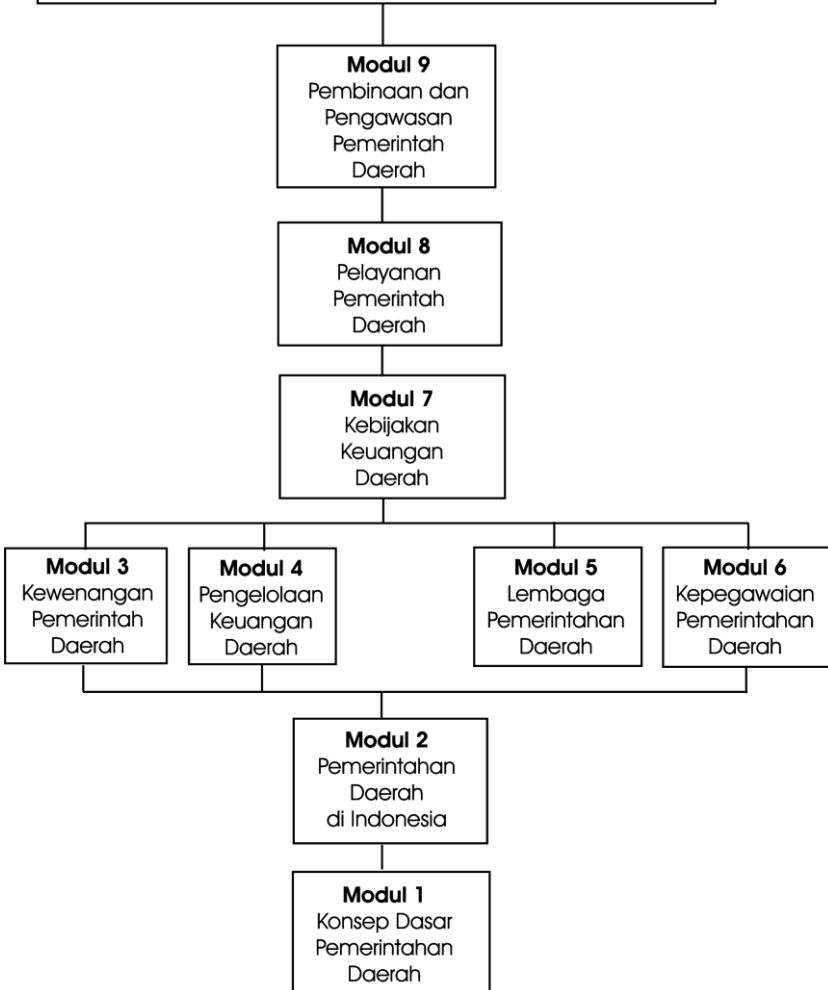 Modul 9
Pembinaan dan
Pengawasan
Pemerintah
Daerah
Modul 8
Pelayanan
Pemerintah
Daerah
Modul 7
Kebijakan
Keuangan
Daerah
Modul 3
Kewenangan
Pemerintah
Daerah
Modul 4
Pengelolaan
Keuangan
Daerah
Modul 5
Lembaga
Pemerintahan
Daerah
Modul 6
Kepegawaian
Pemerintahan
Daerah
Modul 2
Pemerintahan
Daerah
di Indonesia
Modul 1
Konsep Dasar
Pemerintahan
Daerah